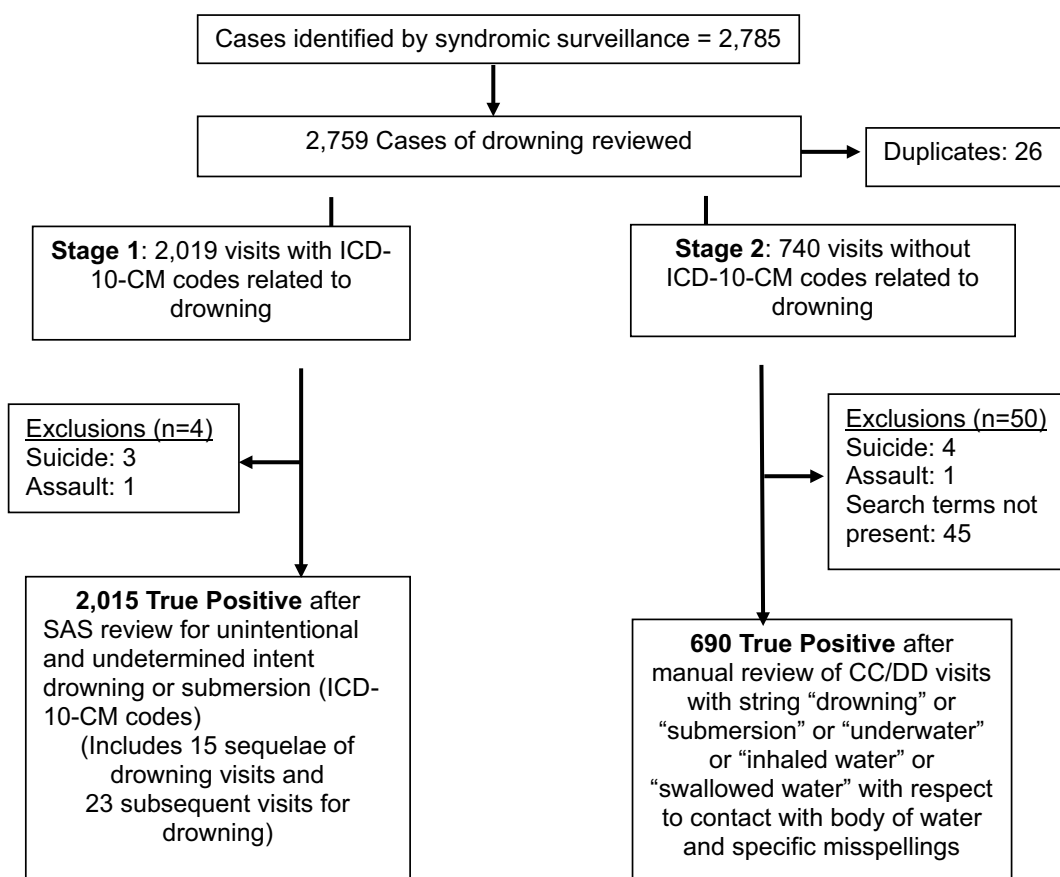 Cases identified by syndromic surveillance = 2,785
2,759 Cases of drowning reviewed
Duplicates: 26
Stage 1: 2,019 visits with ICD-
10-CM codes related to
drowning
Stage 2: 740 visits without
ICD-10-CM codes related to
drowning
Exclusions (n=4)
Suicide: 3
Assault: 1
Exclusions (n=50)
Suicide: 4
Assault: 1
Search terms not
present: 45
2,015 True Positive after
SAS review for unintentional
and undetermined intent
drowning or submersion (ICD-
10-CM codes)
(Includes 15 sequelae of
drowning visits and
23 subsequent visits for
drowning)
690 True Positive after
manual review of CC/DD visits
with string “drowning” or
“submersion” or “underwater”
or “inhaled water” or
“swallowed water” with respect
to contact with body of water
and specific misspellings